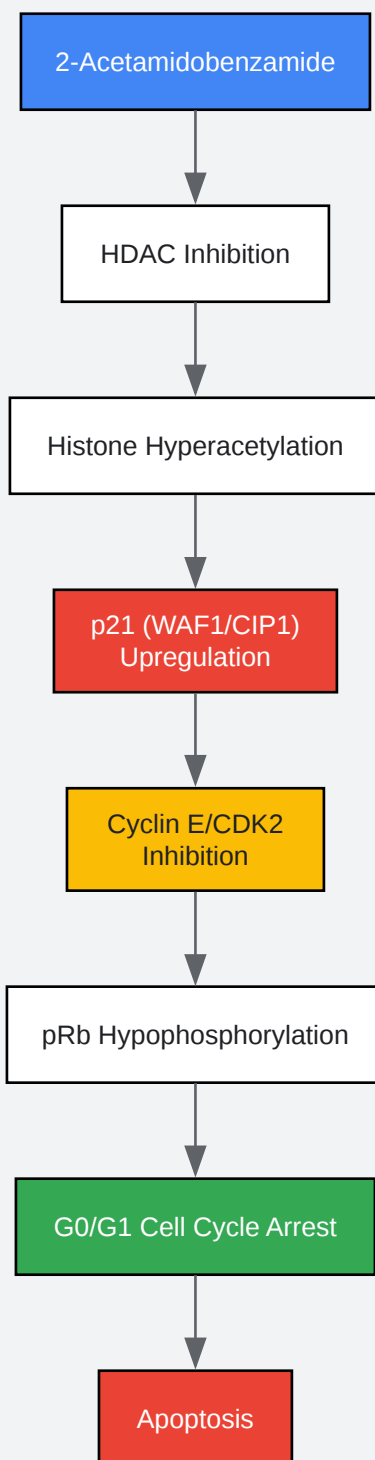 2-Acetamidobenzamide
HDAC Inhibition
Histone Hyperacetylation
p21 (WAF1/CIP1)
Upregulation
Cyclin E/CDK2
Inhibition
pRb Hypophosphorylation
G0/G1 Cell Cycle Arrest
Apoptosis